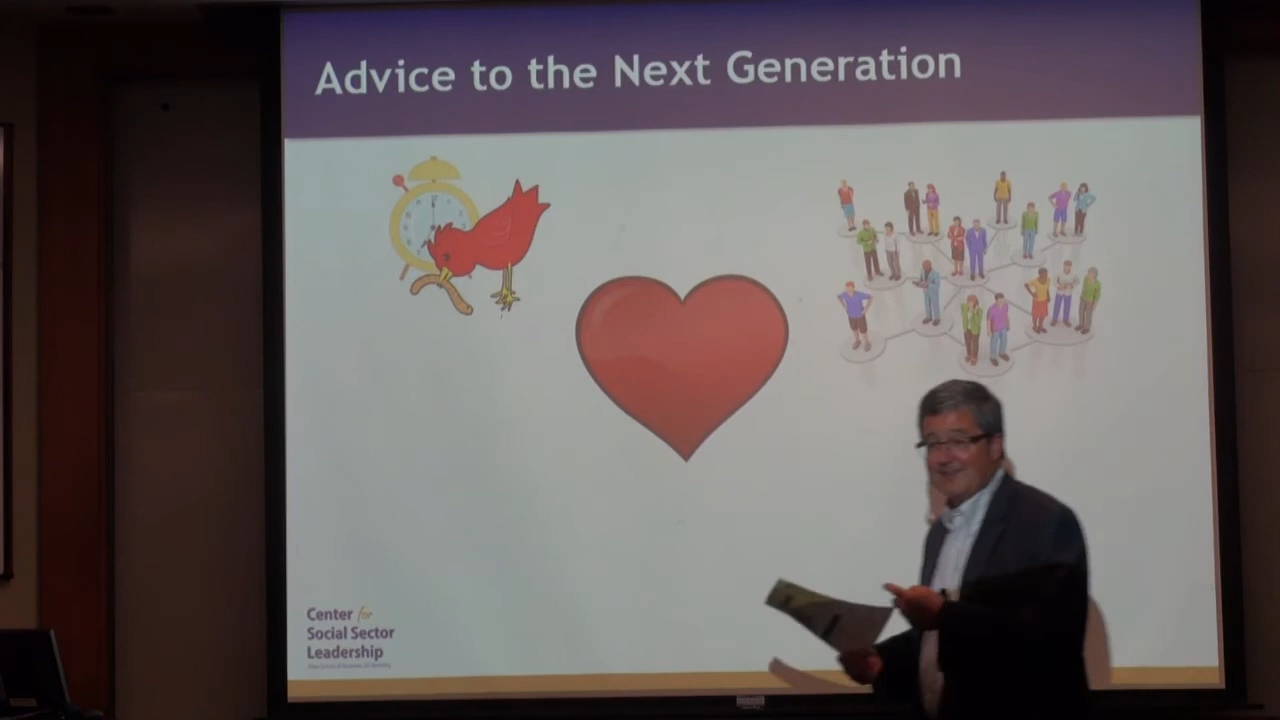 Advice to the Next Generation
Center for
Social Sector
Leadership